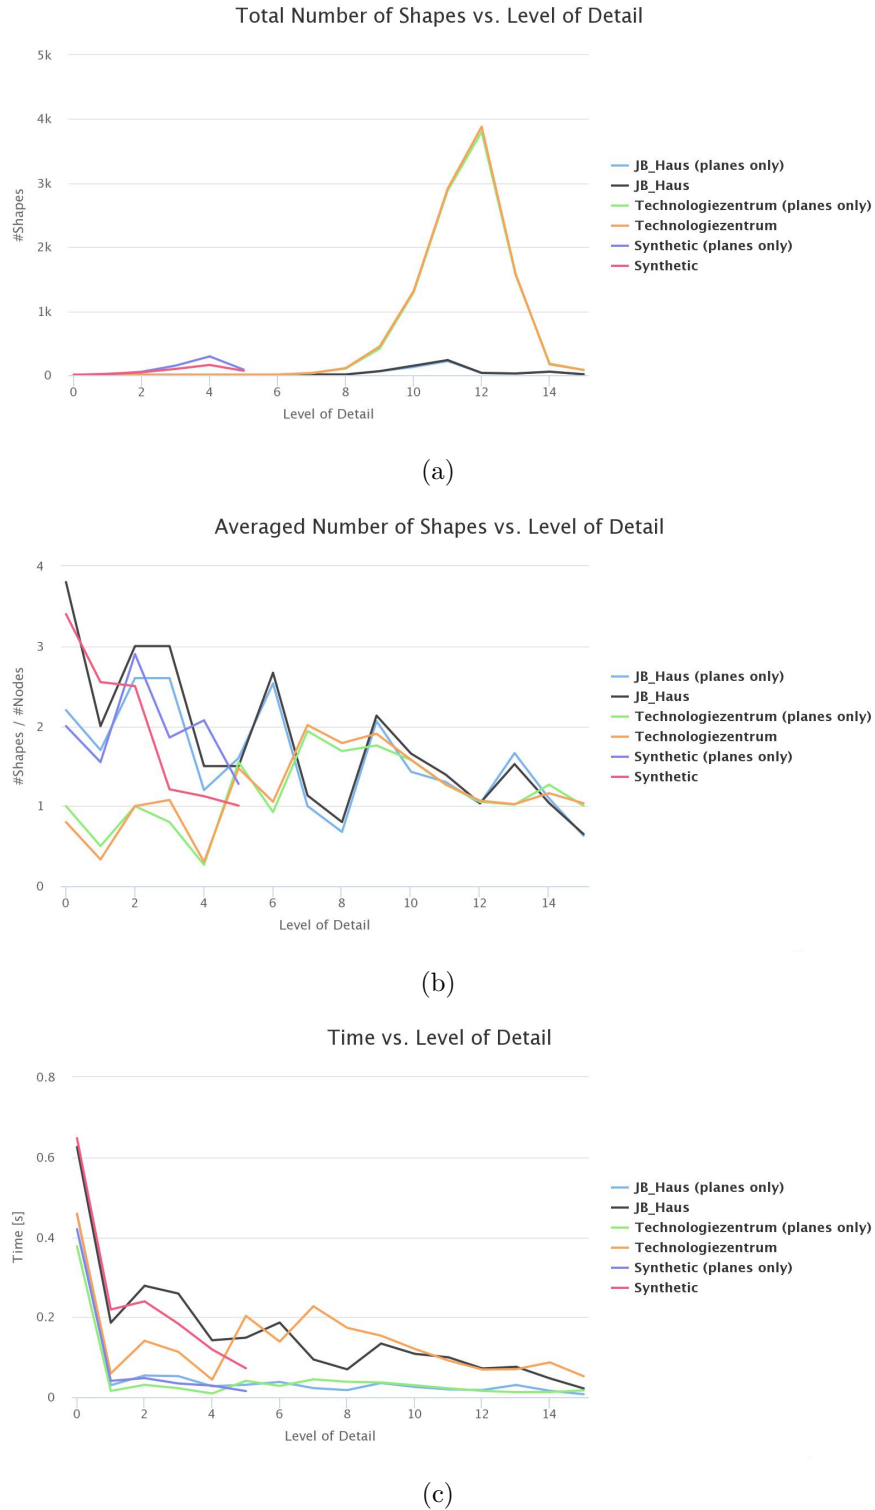 Total Number of Shapes vs. Level of Detail
5k
4k
3k
2k
1k
0
#Shapes
0 2 4 6 8 10 12 14
Level of Detail
JB_Haus (planes only)
JB_Haus
Technologiezentrum (planes only)
Technologiezentrum
Synthetic (planes only)
Synthetic
(a)
Averaged Number of Shapes vs. Level of Detail
4
3
2
1
0
#Shapes / #Nodes
0 2 4 6 8 10 12 14
Level of Detail
JB_Haus (planes only)
JB_Haus
Technologiezentrum (planes only)
Technologiezentrum
Synthetic (planes only)
Synthetic
(b)
Time vs. Level of Detail
0.8
0.6
0.4
0.2
0
Time [s]
0 2 4 6 8 10 12 14
Level of Detail
JB_Haus (planes only)
JB_Haus
Technologiezentrum (planes only)
Technologiezentrum
Synthetic (planes only)
Synthetic
(c)